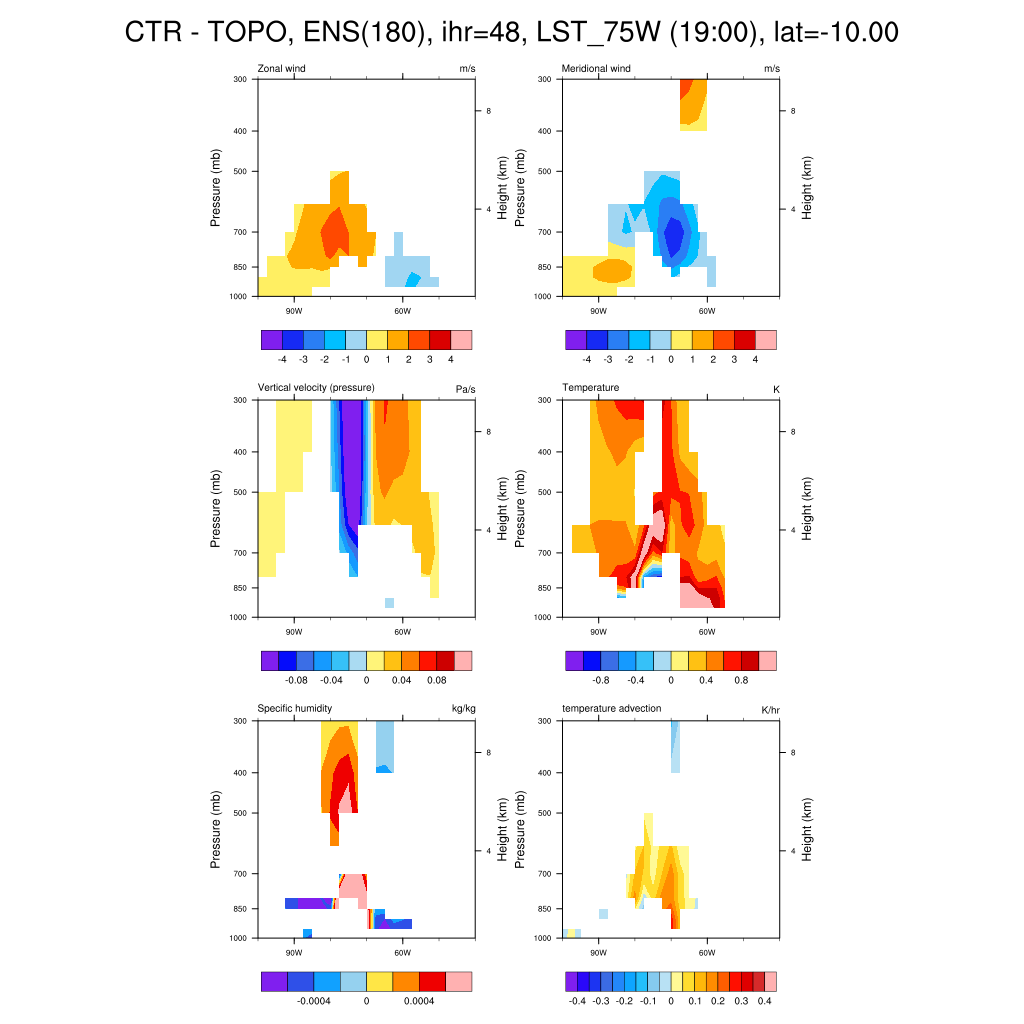 CTR - TOPO, ENS(180), ihr=48, LST_75W (19:00), lat=-10.00
Zonal wind m/s
300
400
500
700
850
1000
8
4
90W 60W
Pressure (mb)
Height (km)
-4 -3 -2 -1 0 1 2 3 4
Meridional wind m/s
300
400
500
700
850
1000
8
4
90W 60W
Pressure (mb)
Height (km)
-4 -3 -2 -1 0 1 2 3 4
Vertical velocity (pressure) Pa/s
300
400
500
700
850
1000
8
4
90W 60W
Pressure (mb)
Height (km)
-0.08 -0.04 0 0.04 0.08
Temperature K
300
400
500
700
850
1000
8
4
90W 60W
Pressure (mb)
Height (km)
-0.8 -0.4 0 0.4 0.8
Specific humidity kg/kg
300
400
500
700
850
1000
8
4
90W 60W
Pressure (mb)
Height (km)
-0.0004 0 0.0004
temperature advection K/hr
300
400
500
700
850
1000
8
4
90W 60W
Pressure (mb)
Height (km)
-0.4 -0.3 -0.2 -0.1 0 0.1 0.2 0.3 0.4